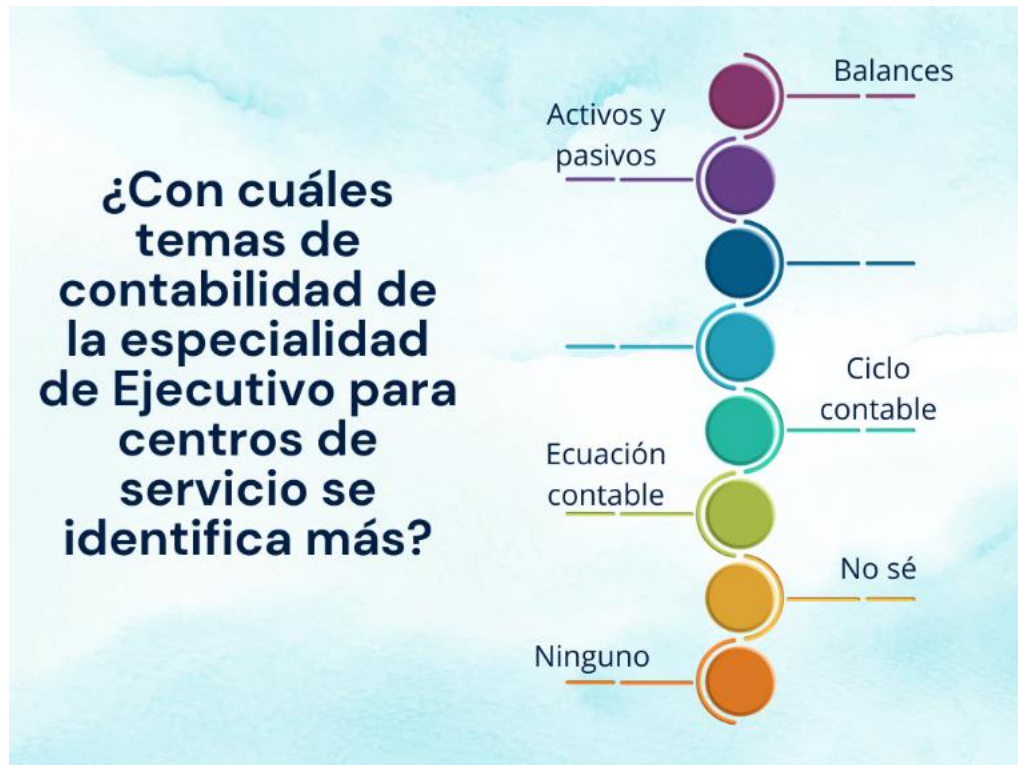 ¿Con cuáles
temas de
contabilidad de
la especialidad
de Ejecutivo para
centros de
servicio se
identifica más?
Balances
Activos y
pasivos
Ciclo
contable
Ecuación
contable
No sé
Ninguno